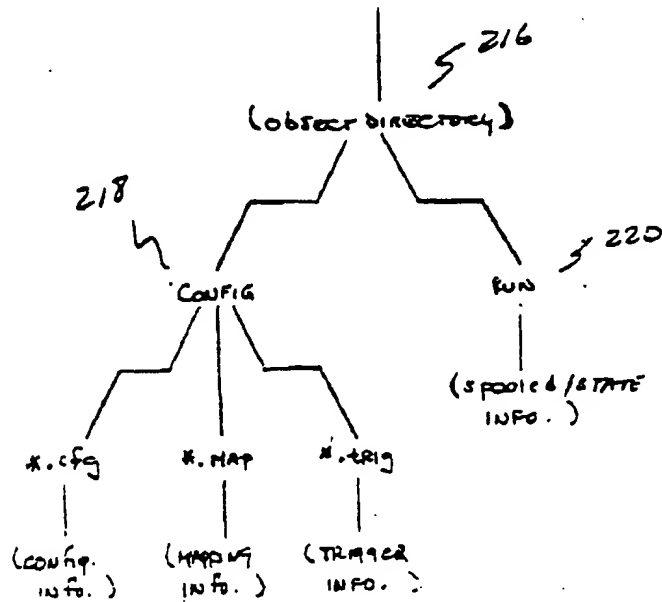 216
(Object DIRECTORY)
218
220
CONFIG
RUN
(spooled/STATE
INFO.)
*.cfg
*.MAP
*.tRig
(Config.
INFO.)
(MAPPING
INFO.)
(TRIGGER
INFO.)